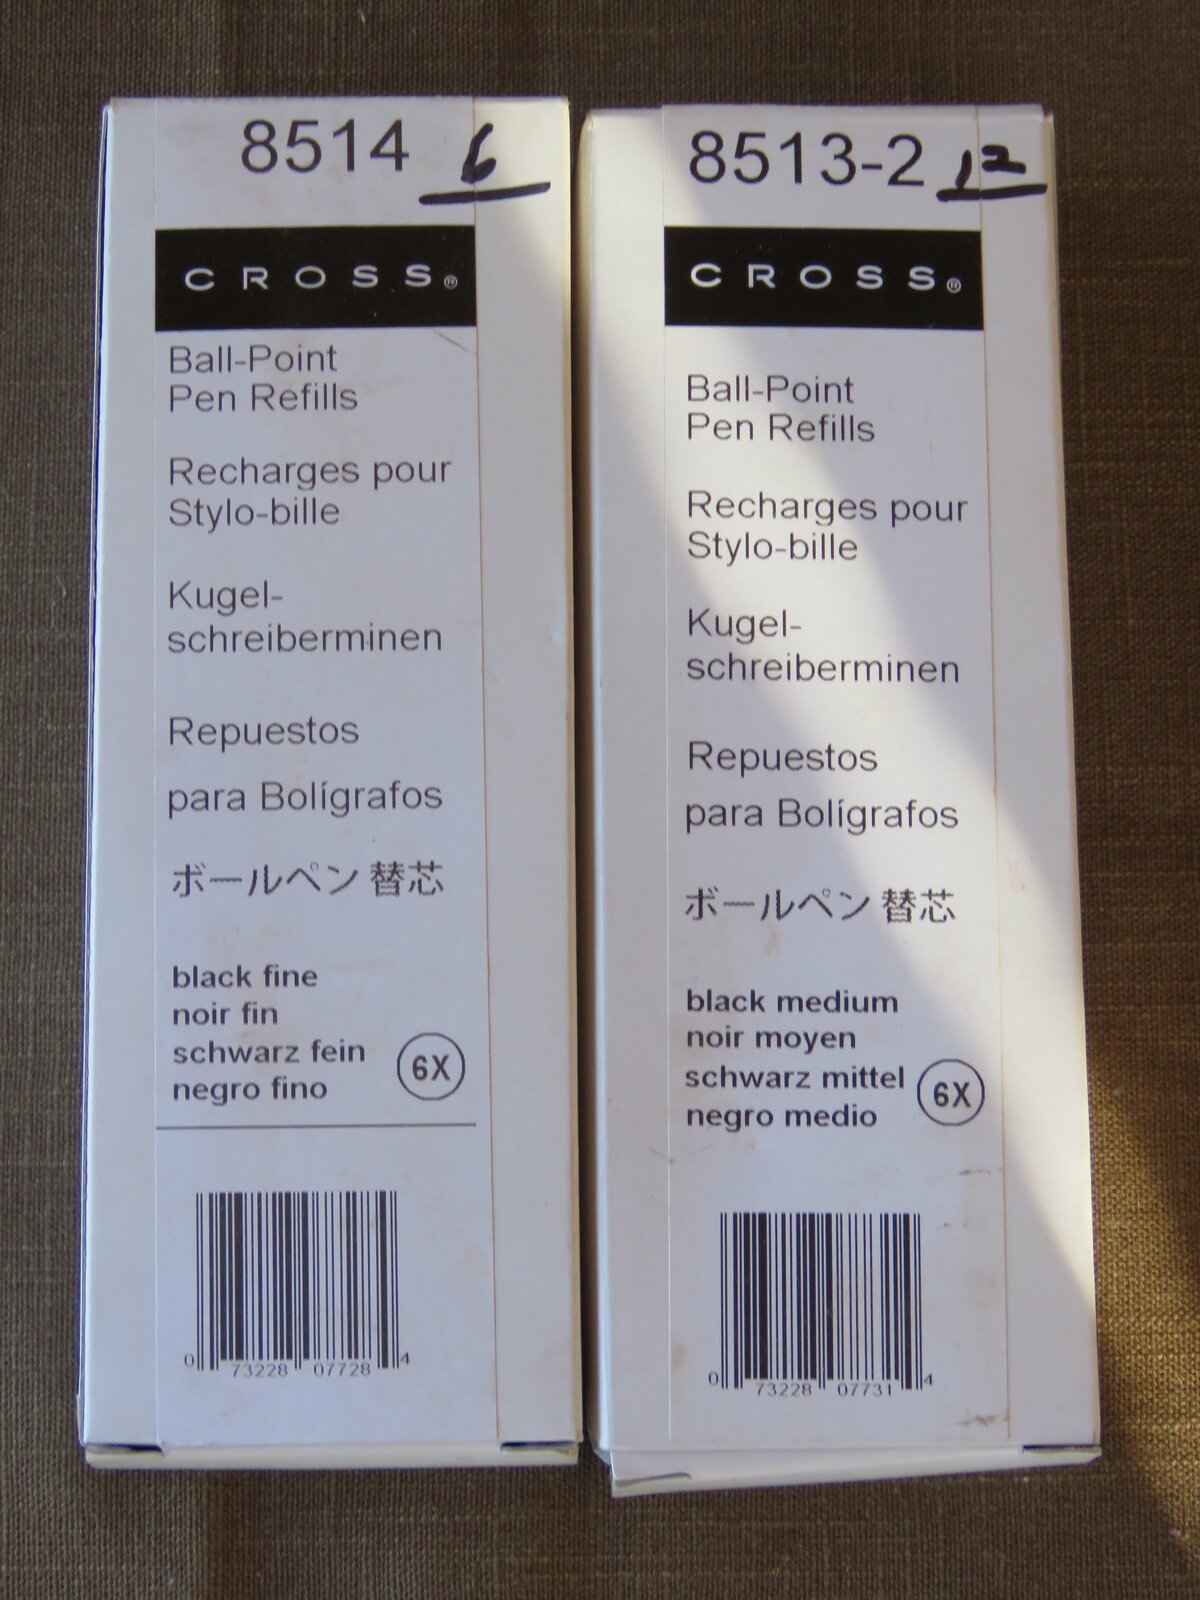 8514 6
CROSS®
Ball-Point
Pen Refills
Recharges pour
Stylo-bille
Kugel-
schreiberminen
Repuestos
para Bolígrafos
ボールペン 替芯
black fine
noir fin
schwarz fein
negro fino
6X
0 73228 07728 4
8513-2 12
CROSS®
Ball-Point
Pen Refills
Recharges pour
Stylo-bille
Kugel-
schreiberminen
Repuestos
para Bolígrafos
ボールペン 替芯
black medium
noir moyen
schwarz mittel
negro medio
6X
0 73228 07731 4